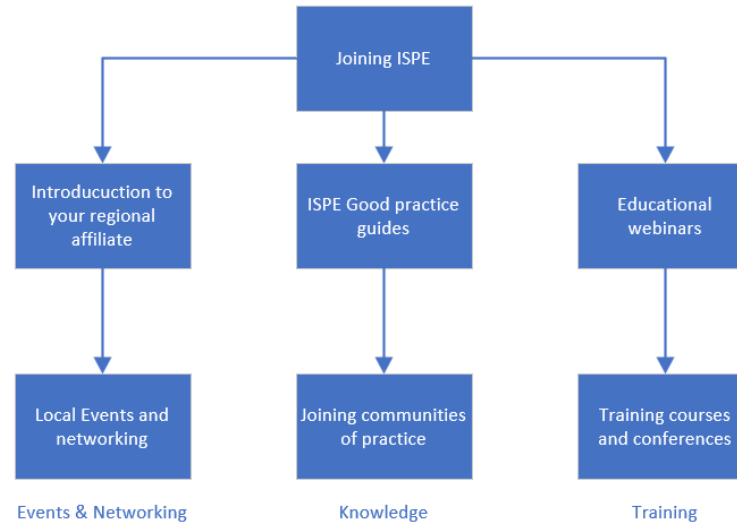 Joining ISPE
Introducuction to
your regional
affiliate
ISPE Good practice
guides
Educational
webinars
Local Events and
networking
Joining communities
of practice
Training courses
and conferences
Events & Networking
Knowledge
Training